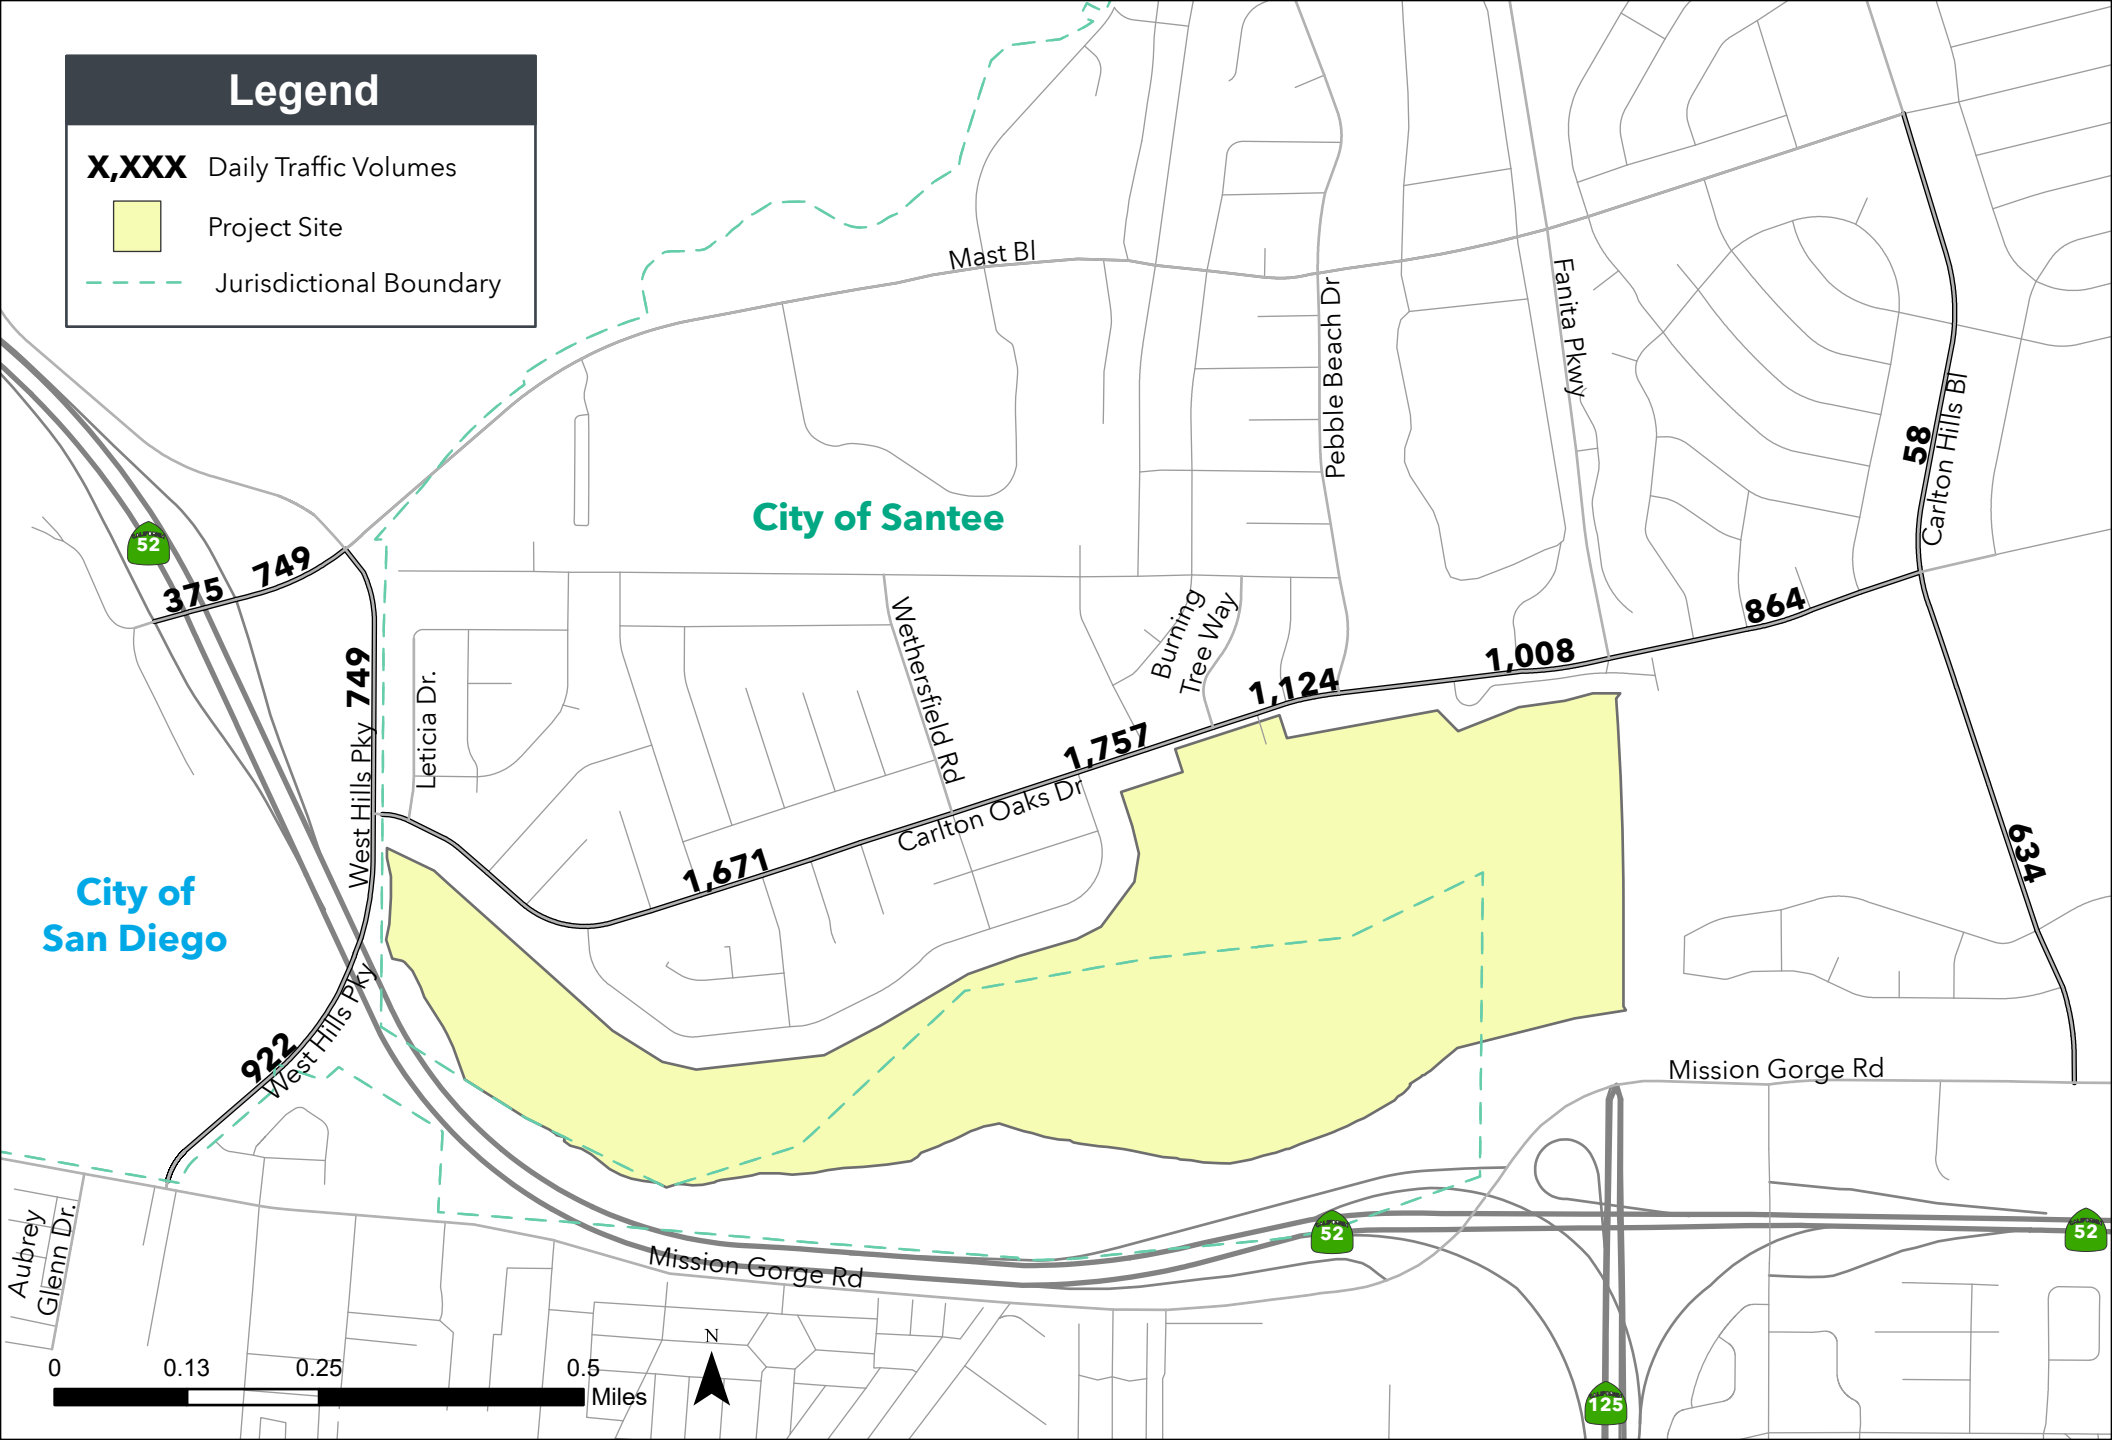 Legend
X,XXX Daily Traffic Volumes
Project Site
Jurisdictional Boundary
Mast Bl
Fanita Pkwy
Pebble Beach Dr
Carlton Hills Bl
58
City of Santee
52
375
749
749
West Hills Pky
Leticia Dr.
Wethersfield Rd
Burning
Tree Way
864
1,008
1,124
1,757
1,671
Carlton Oaks Dr
634
City of
San Diego
922
West Hills Pky
Mission Gorge Rd
Aubrey
Glenn Dr.
Mission Gorge Rd
52
52
125
N
0 0.13 0.25 0.5
Miles